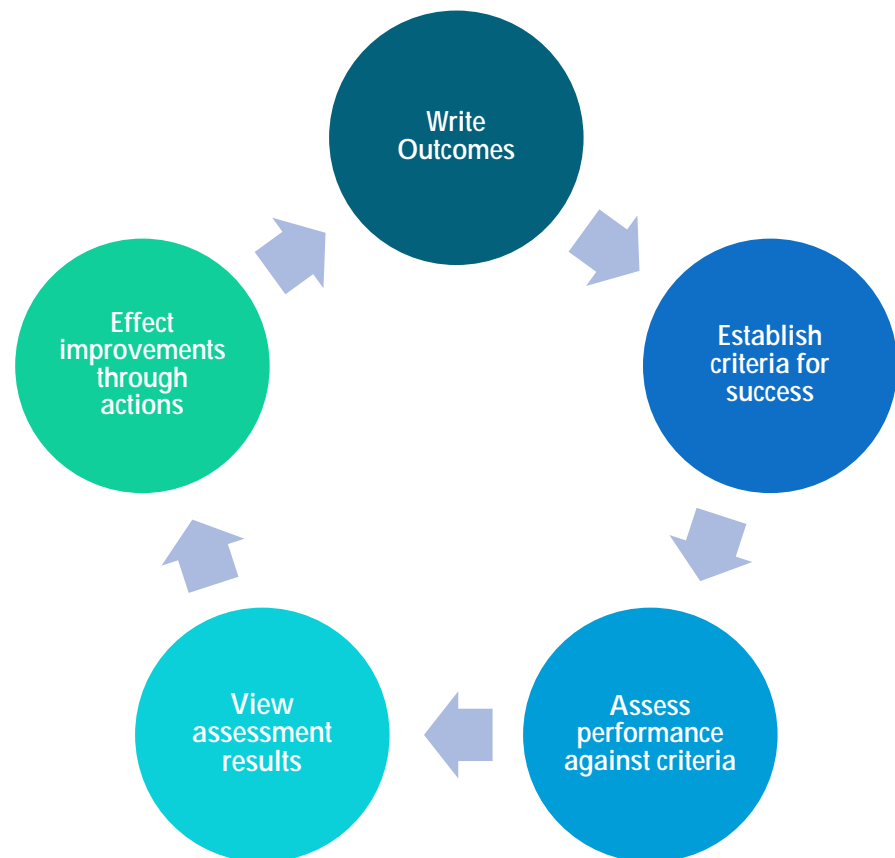 Write
Outcomes
Establish
criteria for
success
Assess
performance
against criteria
View
assessment
results
Effect
improvements
through
actions